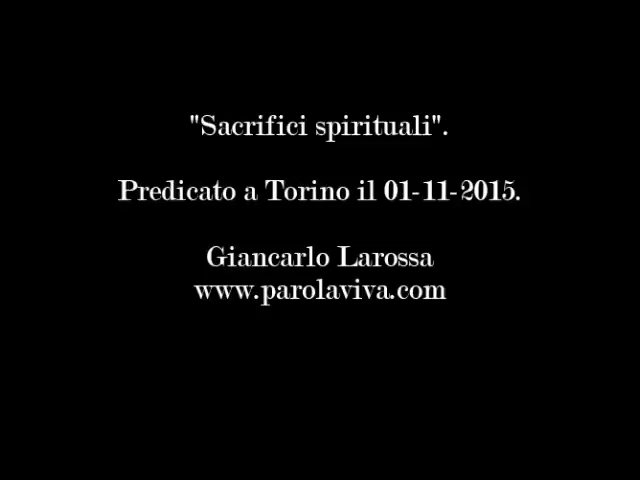 "Sacrifici spirituali".
Predicato a Torino il 01-11-2015.
Giancarlo Larossa
www.parolaviva.com